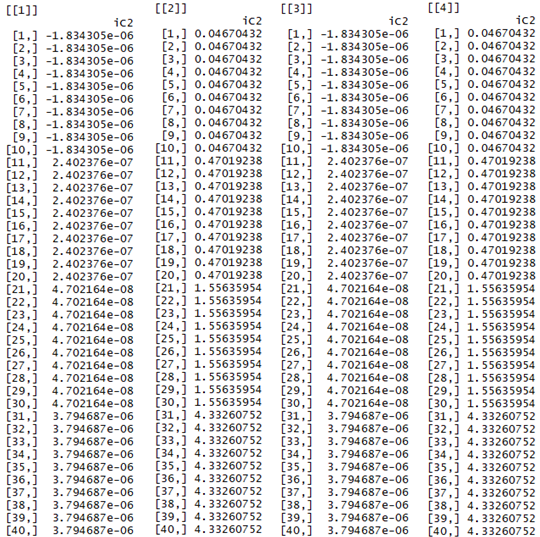 [[1]]
ic2
[1,] -1.834305e-06
[2,] -1.834305e-06
[3,] -1.834305e-06
[4,] -1.834305e-06
[5,] -1.834305e-06
[6,] -1.834305e-06
[7,] -1.834305e-06
[8,] -1.834305e-06
[9,] -1.834305e-06
[10,] -1.834305e-06
[11,] 2.402376e-07
[12,] 2.402376e-07
[13,] 2.402376e-07
[14,] 2.402376e-07
[15,] 2.402376e-07
[16,] 2.402376e-07
[17,] 2.402376e-07
[18,] 2.402376e-07
[19,] 2.402376e-07
[20,] 2.402376e-07
[21,] 4.702164e-08
[22,] 4.702164e-08
[23,] 4.702164e-08
[24,] 4.702164e-08
[25,] 4.702164e-08
[26,] 4.702164e-08
[27,] 4.702164e-08
[28,] 4.702164e-08
[29,] 4.702164e-08
[30,] 4.702164e-08
[31,] 3.794687e-06
[32,] 3.794687e-06
[33,] 3.794687e-06
[34,] 3.794687e-06
[35,] 3.794687e-06
[36,] 3.794687e-06
[37,] 3.794687e-06
[38,] 3.794687e-06
[39,] 3.794687e-06
[40,] 3.794687e-06
[[2]]
ic2
[1,] 0.04670432
[2,] 0.04670432
[3,] 0.04670432
[4,] 0.04670432
[5,] 0.04670432
[6,] 0.04670432
[7,] 0.04670432
[8,] 0.04670432
[9,] 0.04670432
[10,] 0.04670432
[11,] 0.47019238
[12,] 0.47019238
[13,] 0.47019238
[14,] 0.47019238
[15,] 0.47019238
[16,] 0.47019238
[17,] 0.47019238
[18,] 0.47019238
[19,] 0.47019238
[20,] 0.47019238
[21,] 1.55635954
[22,] 1.55635954
[23,] 1.55635954
[24,] 1.55635954
[25,] 1.55635954
[26,] 1.55635954
[27,] 1.55635954
[28,] 1.55635954
[29,] 1.55635954
[30,] 1.55635954
[31,] 4.33260752
[32,] 4.33260752
[33,] 4.33260752
[34,] 4.33260752
[35,] 4.33260752
[36,] 4.33260752
[37,] 4.33260752
[38,] 4.33260752
[39,] 4.33260752
[40,] 4.33260752
[[3]]
ic2
[1,] -1.834305e-06
[2,] -1.834305e-06
[3,] -1.834305e-06
[4,] -1.834305e-06
[5,] -1.834305e-06
[6,] -1.834305e-06
[7,] -1.834305e-06
[8,] -1.834305e-06
[9,] -1.834305e-06
[10,] -1.834305e-06
[11,] 2.402376e-07
[12,] 2.402376e-07
[13,] 2.402376e-07
[14,] 2.402376e-07
[15,] 2.402376e-07
[16,] 2.402376e-07
[17,] 2.402376e-07
[18,] 2.402376e-07
[19,] 2.402376e-07
[20,] 2.402376e-07
[21,] 4.702164e-08
[22,] 4.702164e-08
[23,] 4.702164e-08
[24,] 4.702164e-08
[25,] 4.702164e-08
[26,] 4.702164e-08
[27,] 4.702164e-08
[28,] 4.702164e-08
[29,] 4.702164e-08
[30,] 4.702164e-08
[31,] 3.794687e-06
[32,] 3.794687e-06
[33,] 3.794687e-06
[34,] 3.794687e-06
[35,] 3.794687e-06
[36,] 3.794687e-06
[37,] 3.794687e-06
[38,] 3.794687e-06
[39,] 3.794687e-06
[40,] 3.794687e-06
[[4]]
ic2
[1,] 0.04670432
[2,] 0.04670432
[3,] 0.04670432
[4,] 0.04670432
[5,] 0.04670432
[6,] 0.04670432
[7,] 0.04670432
[8,] 0.04670432
[9,] 0.04670432
[10,] 0.04670432
[11,] 0.47019238
[12,] 0.47019238
[13,] 0.47019238
[14,] 0.47019238
[15,] 0.47019238
[16,] 0.47019238
[17,] 0.47019238
[18,] 0.47019238
[19,] 0.47019238
[20,] 0.47019238
[21,] 1.55635954
[22,] 1.55635954
[23,] 1.55635954
[24,] 1.55635954
[25,] 1.55635954
[26,] 1.55635954
[27,] 1.55635954
[28,] 1.55635954
[29,] 1.55635954
[30,] 1.55635954
[31,] 4.33260752
[32,] 4.33260752
[33,] 4.33260752
[34,] 4.33260752
[35,] 4.33260752
[36,] 4.33260752
[37,] 4.33260752
[38,] 4.33260752
[39,] 4.33260752
[40,] 4.33260752